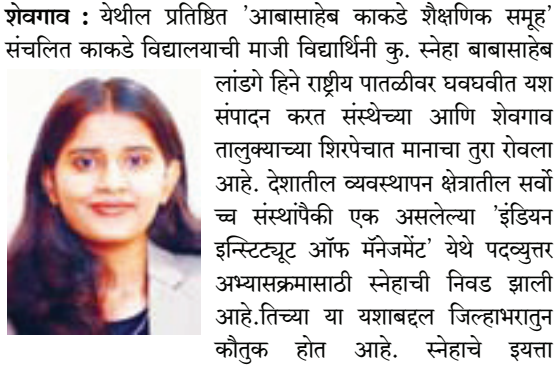 शेवगाव : येथील प्रतिष्ठित 'आबासाहेब काकडे शैक्षणिक समूह'
संचलित काकडे विद्यालयाची माजी विद्यार्थिनी कु. स्नेहा बाबासाहेब
लांडगे हिने राष्ट्रीय पातळीवर घवघवीत यश
संपादन करत संस्थेच्या आणि शेवगाव
तालुक्याच्या शिरपेचात मानाचा तुरा रोवला
आहे. देशातील व्यवस्थापन क्षेत्रातील सर्वो
च्च संस्थांपैकी एक असलेल्या 'इंडियन
इन्स्टिट्यूट ऑफ मॅनेजमेंट' येथे पदव्युत्तर
अभ्यासक्रमासाठी स्नेहाची निवड झाली
आहे.तिच्या या यशाबद्दल जिल्हाभरातुन
कौतुक होत आहे. स्नेहाचे इयत्ता